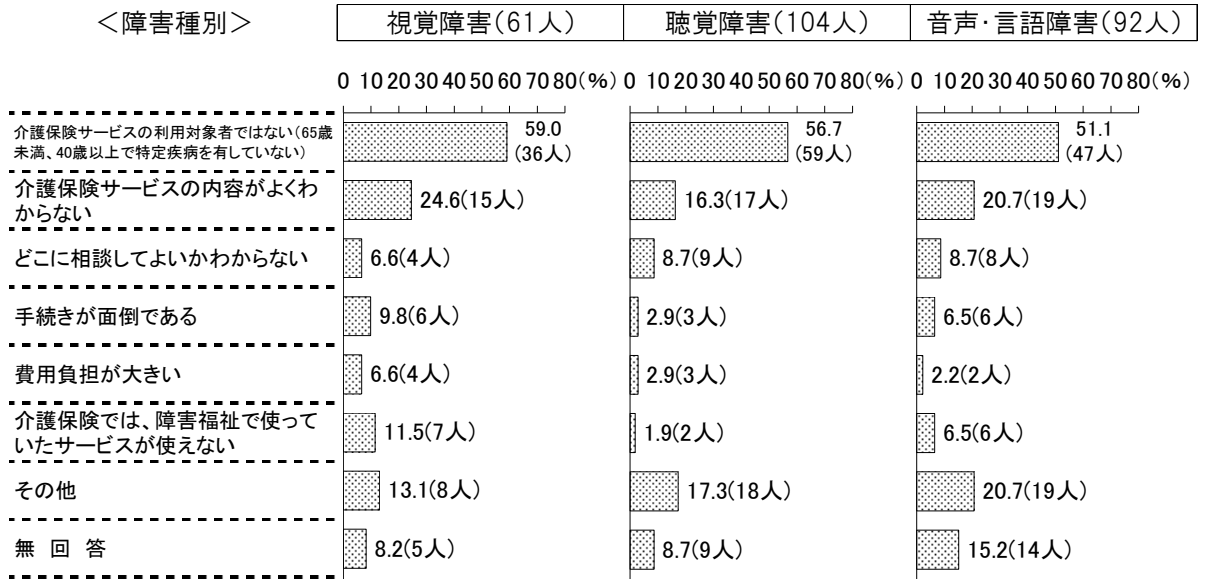 ＜障害種別＞ 視覚障害(61人) 聴覚障害(104人) 音声・言語障害(92人)
0 10 20 30 40 50 60 70 80(%) 0 10 20 30 40 50 60 70 80(%) 0 10 20 30 40 50 60 70 80(%)
介護保険サービスの利用対象者ではない(65歳
未満、40歳以上で特定疾病を有していない)
59.0
(36人)
56.7
(59人)
51.1
(47人)
介護保険サービスの内容がよくわ
からない
24.6(15人) 16.3(17人) 20.7(19人)
どこに相談してよいかわからない 6.6(4人) 8.7(9人) 8.7(8人)
手続きが面倒である 9.8(6人) 2.9(3人) 6.5(6人)
費用負担が大きい 6.6(4人) 2.9(3人) 2.2(2人)
介護保険では、障害福祉で使って
いたサービスが使えない
11.5(7人) 1.9(2人) 6.5(6人)
その他 13.1(8人) 17.3(18人) 20.7(19人)
無 回 答 8.2(5人) 8.7(9人) 15.2(14人)